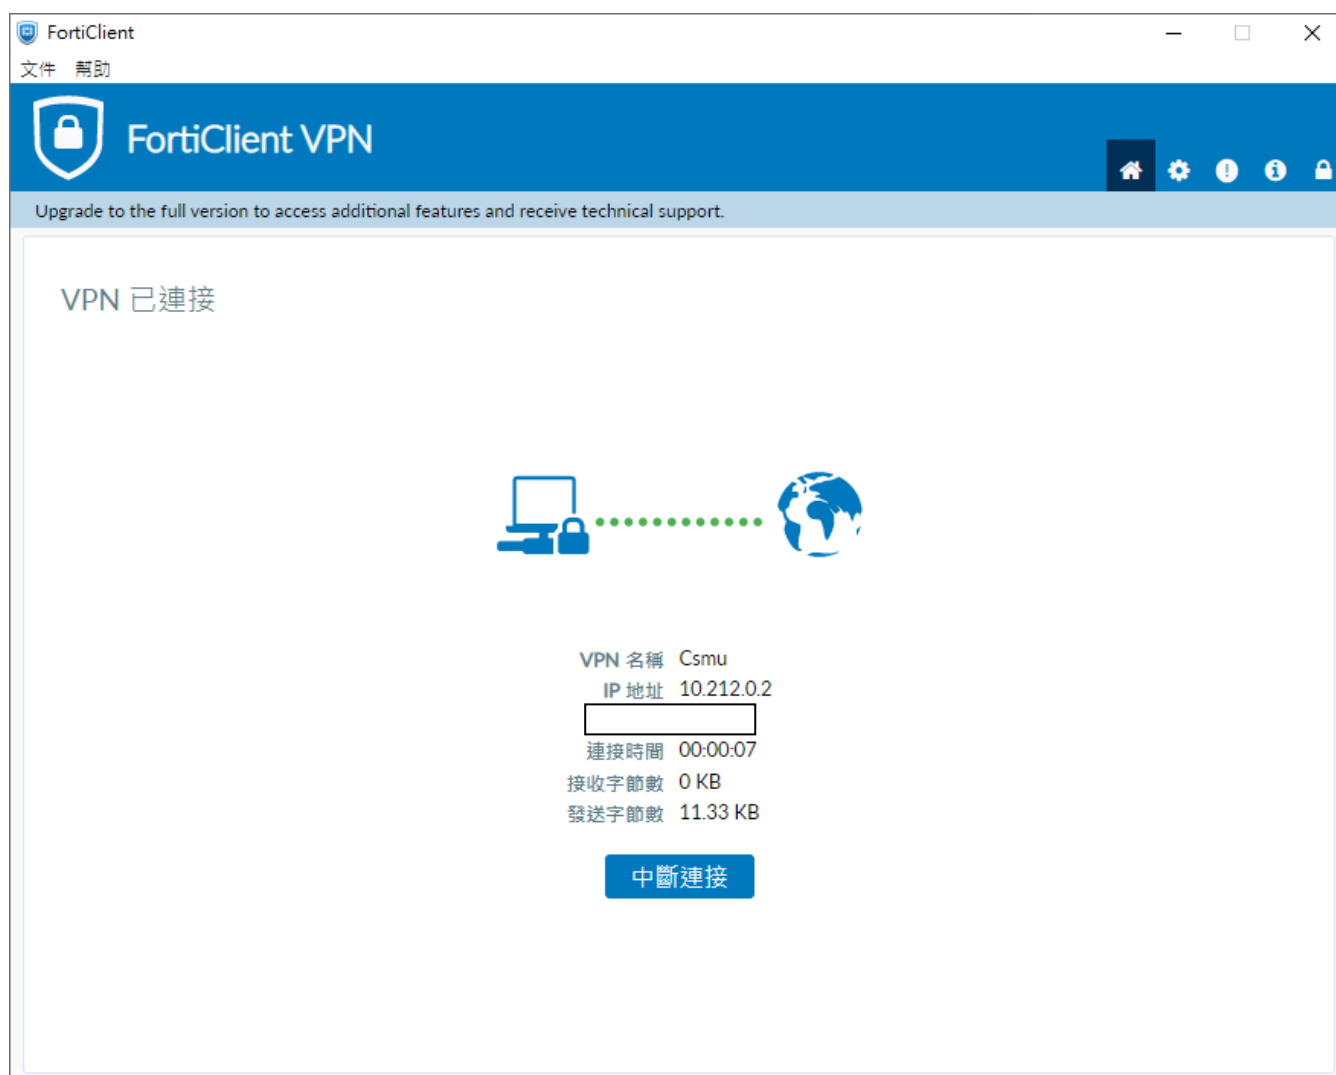 FortiClient
文件 幫助
FortiClient VPN
Upgrade to the full version to access additional features and receive technical support.
VPN 已連接
VPN 名稱 Csmu
IP 地址 10.212.0.2
連接時間 00:00:07
接收字節數 0 KB
發送字節數 11.33 KB
中斷連接